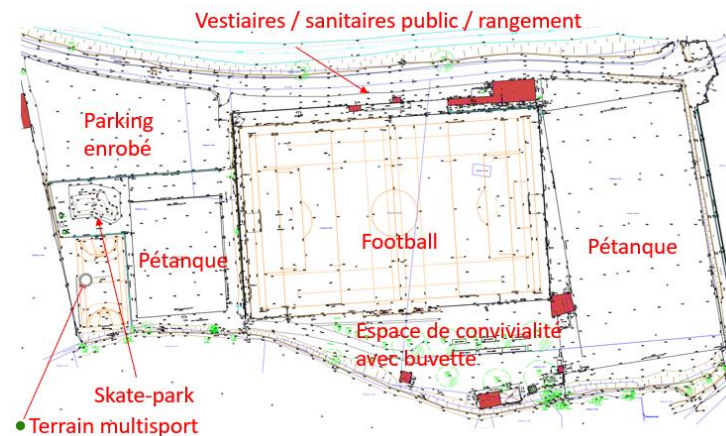 Vestiaires / sanitaires public / rangement
Parking
enrobé
Pétanque
Football
Pétanque
Espace de convivialité
avec buvette
Skate-park
Terrain multisport